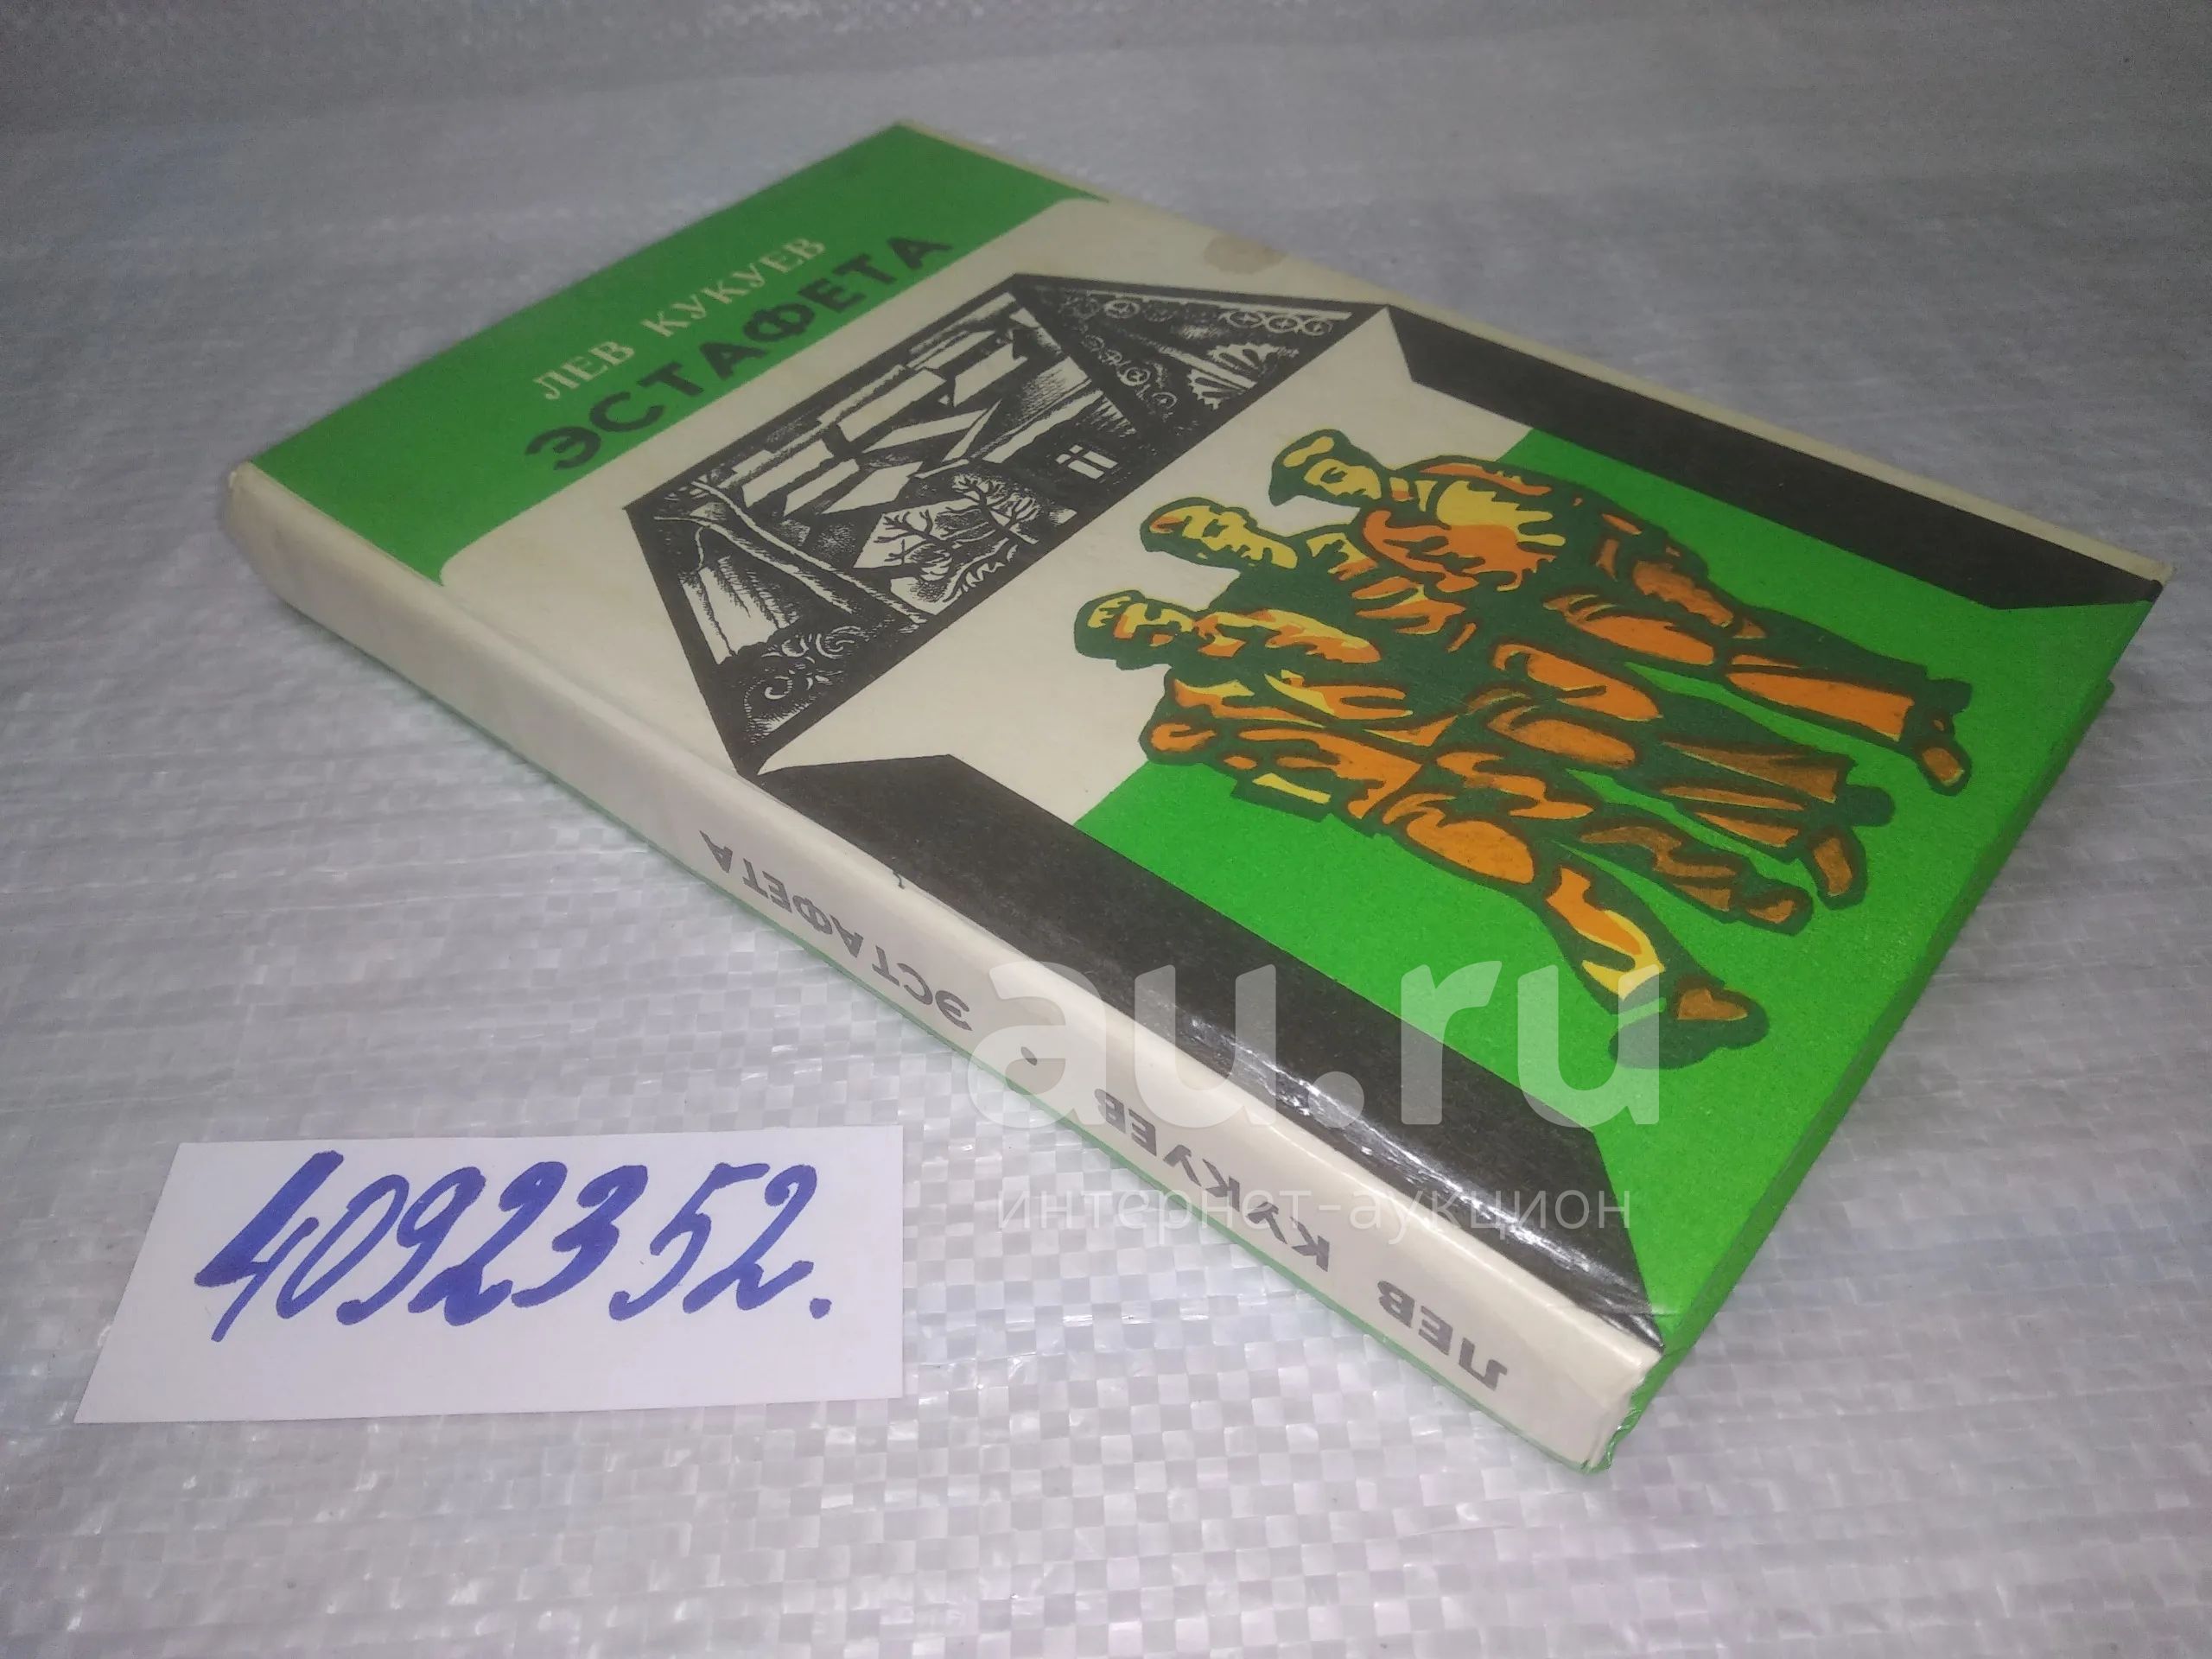 ЛЕВ КУКУЕВ
ЭСТАФЕТА
ЛЕВ КУКУЕВ • ЭСТАФЕТА
au.ru
интернет-аукцион
4092352.